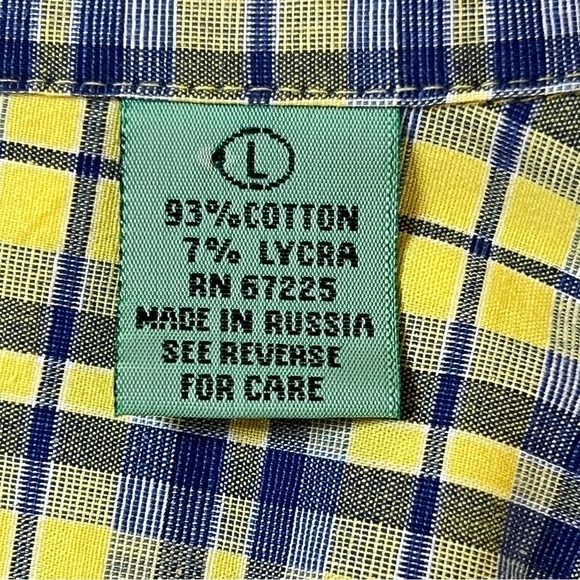 L
93% COTTON
7% LYCRA
RN 67225
MADE IN RUSSIA
SEE REVERSE
FOR CARE